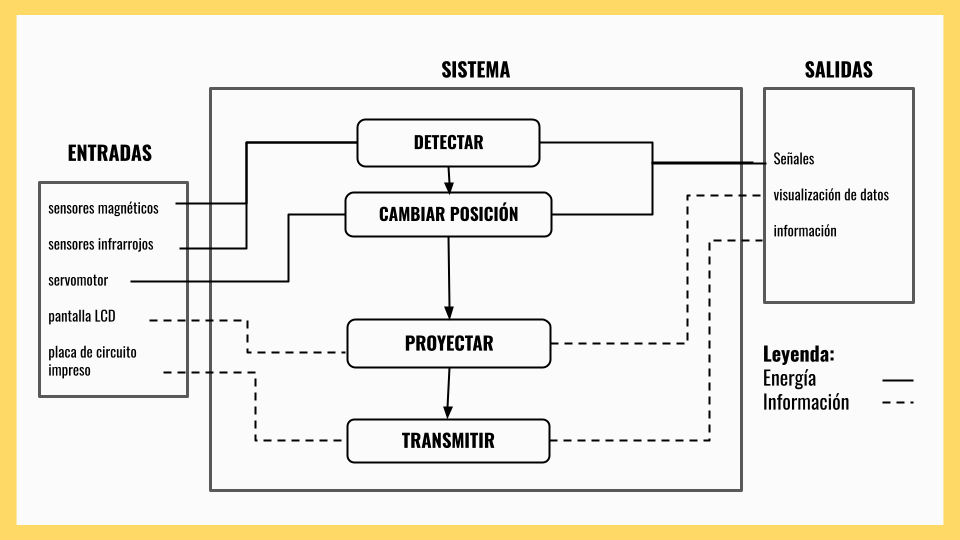 SISTEMA
SALIDAS
ENTRADAS
sensores magnéticos
sensores infrarrojos
servomotor
pantalla LCD
placa de circuito
impreso
DETECTAR
CAMBIAR POSICIÓN
PROYECTAR
TRANSMITIR
Señales
visualización de datos
información
Leyenda:
Energía
Información